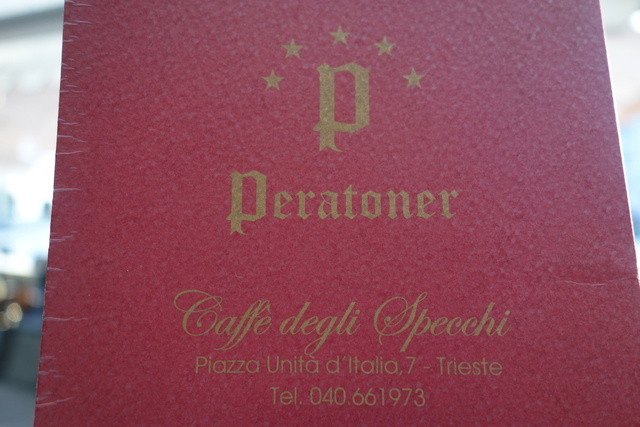 P
Peratoner
Caffè degli Specchi
Piazza Unità d'Italia,7 - Trieste
Tel. 040.661973